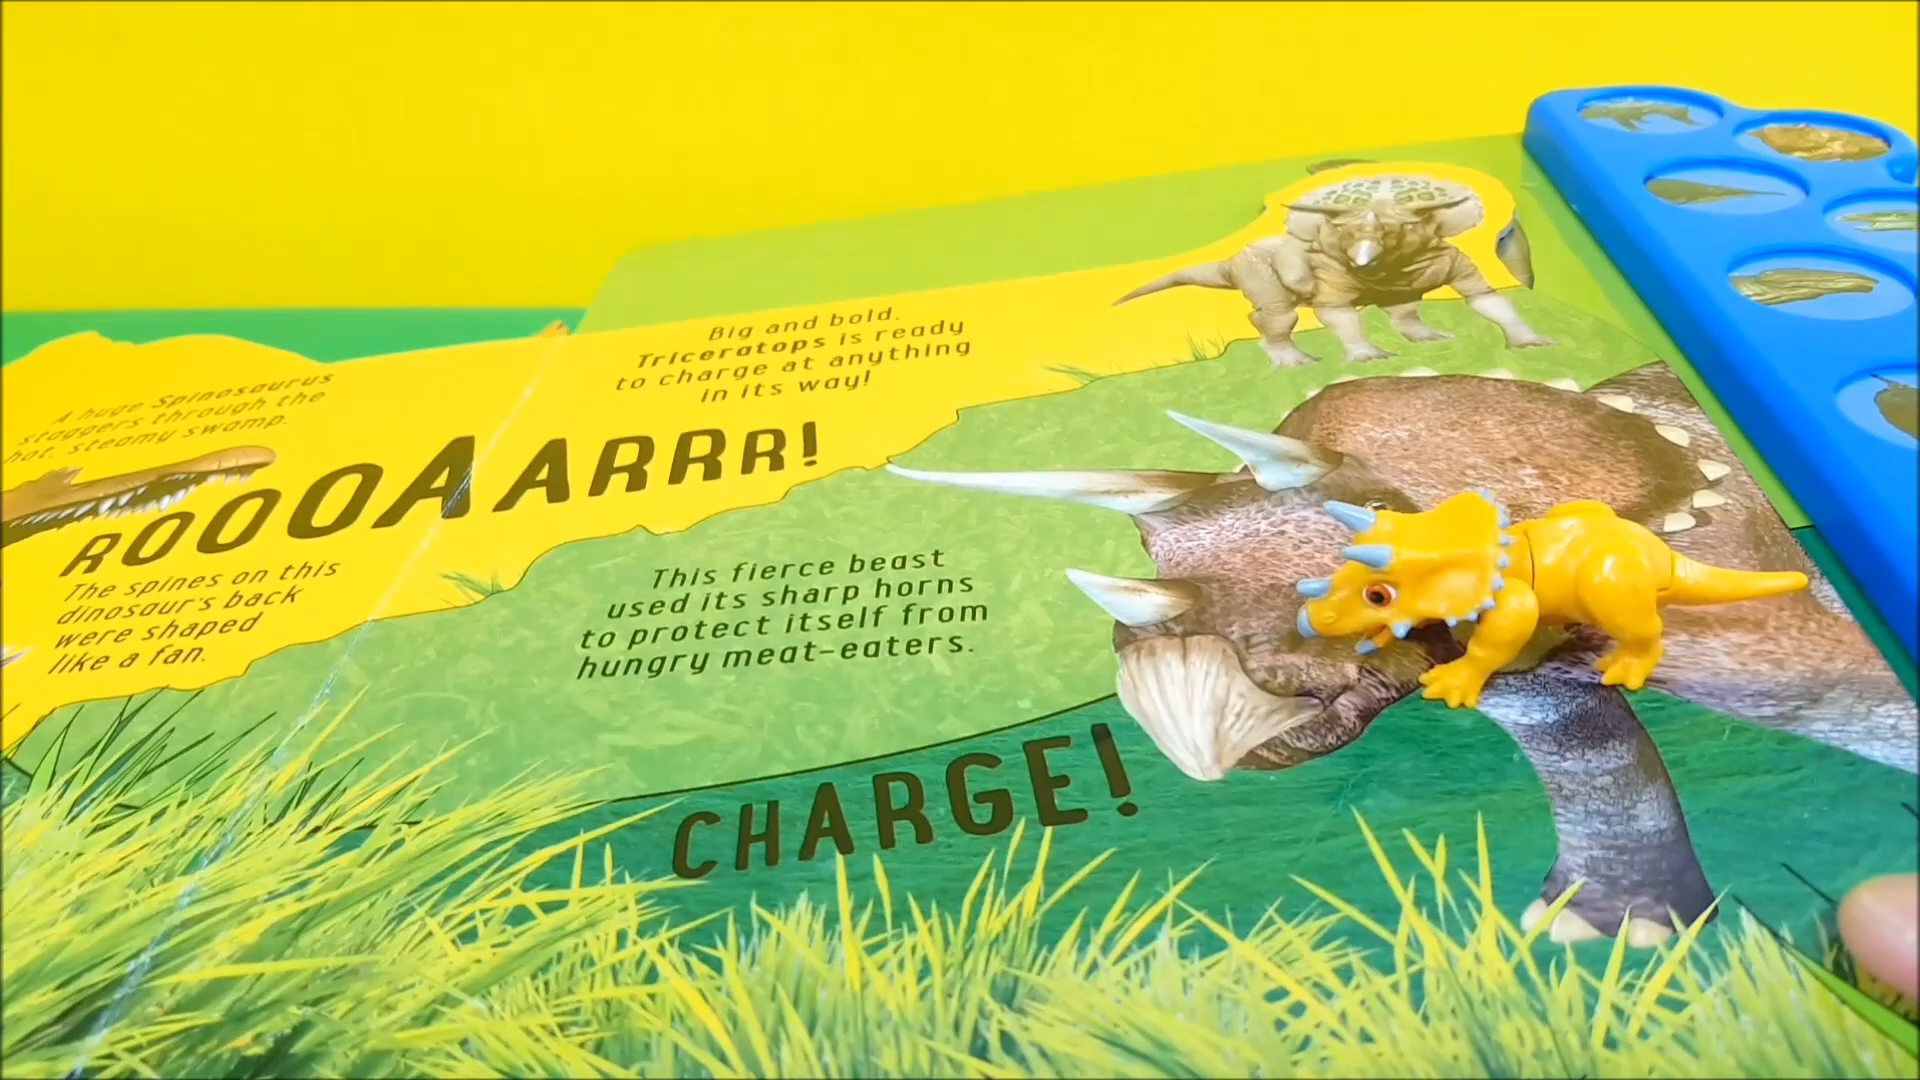 A huge Spinosaurus
staggers through the
hot, steamy swamp.
ROOOAARRR!
The spines on this
dinosaur's back
were shaped
like a fan.
Big and bold.
Triceratops is ready
to charge at anything
in its way!
This fierce beast
used its sharp horns
to protect itself from
hungry meat-eaters.
CHARGE!